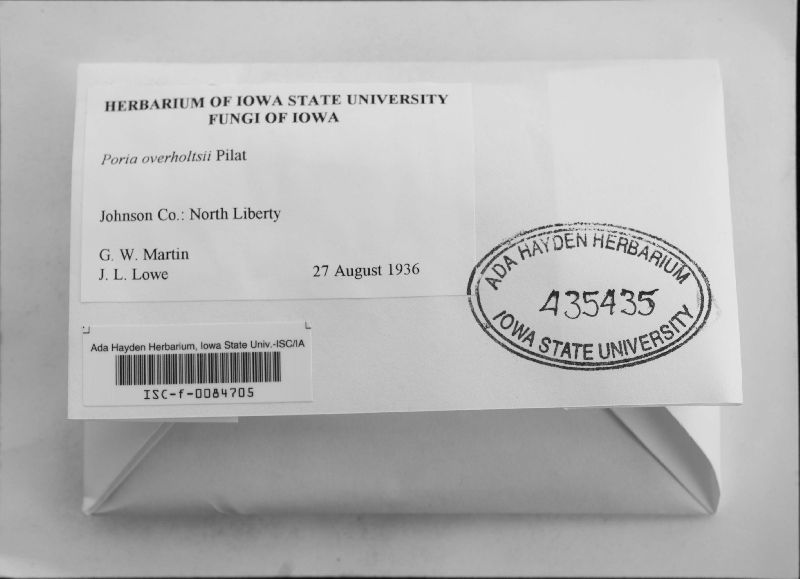 HERBARIUM OF IOWA STATE UNIVERSITY
FUNGI OF IOWA
Poria overholtsii Pilat
Johnson Co.: North Liberty
G. W. Martin
J. L. Lowe
27 August 1936
ADA HAYDEN HERBARIUM
435435
IOWA STATE UNIVERSITY
Ada Hayden Herbarium, Iowa State Univ.-ISC/IA
ISC-f-0084705